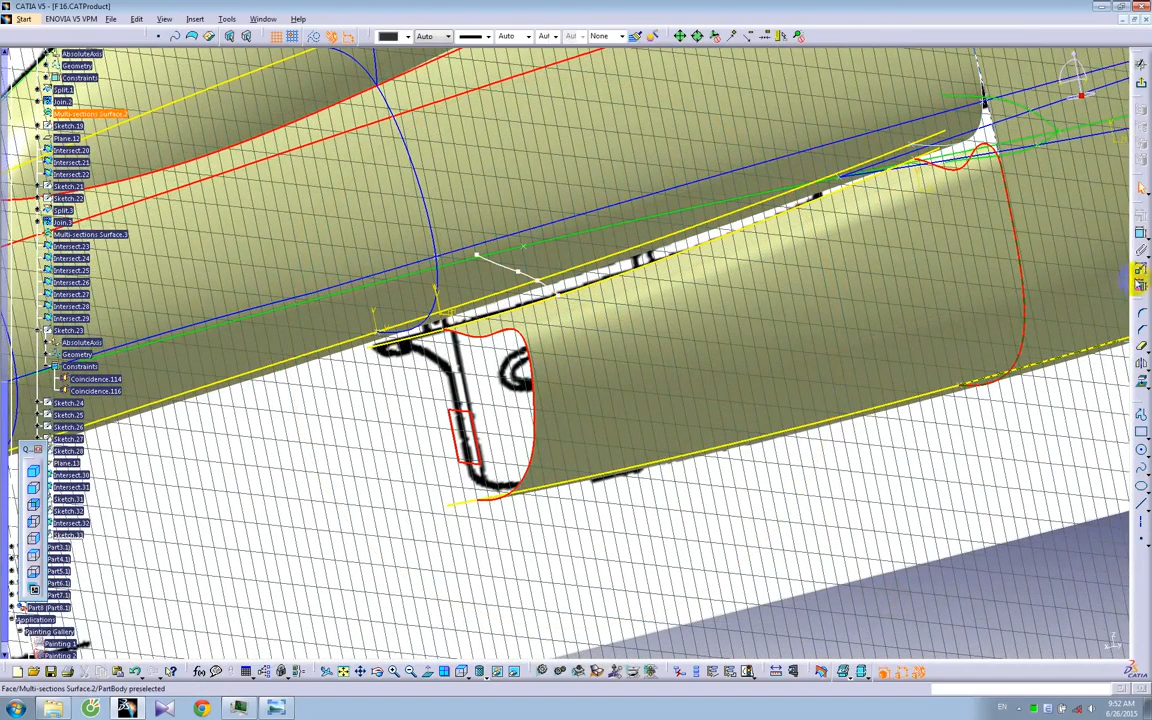 CATIA V5 - [F16.CATProduct]
Start ENOVIA V5 VPM File Edit View Insert Tools Window Help
Auto Auto Aut Aut None
AbsoluteAxis
Geometry
Constraints
Split.1
Join.2
Multi-sections Surface.2
Sketch.19
Plane.12
Intersect.20
Intersect.21
Intersect.22
Sketch.21
Sketch.22
Split.3
Join.3
Multi-sections Surface.3
Intersect.23
Intersect.24
Intersect.25
Intersect.26
Intersect.27
Intersect.28
Intersect.29
Sketch.23
AbsoluteAxis
Geometry
Constraints
Coincidence.114
Coincidence.116
Sketch.24
Sketch.25
Sketch.26
Sketch.27
Sketch.28
Plane.13
Intersect.30
Intersect.31
Sketch.31
Sketch.32
Intersect.32
Sketch.33
Q...
Part3.1)
Part4.1)
Part5.1)
Part6.1)
Part7.1)
Part8 (Part8.1)
Applications
Painting Gallery
Painting 1
Painting 2
Face/Multi-sections Surface.2/PartBody preselected
EN
9:52 AM
6/26/2015